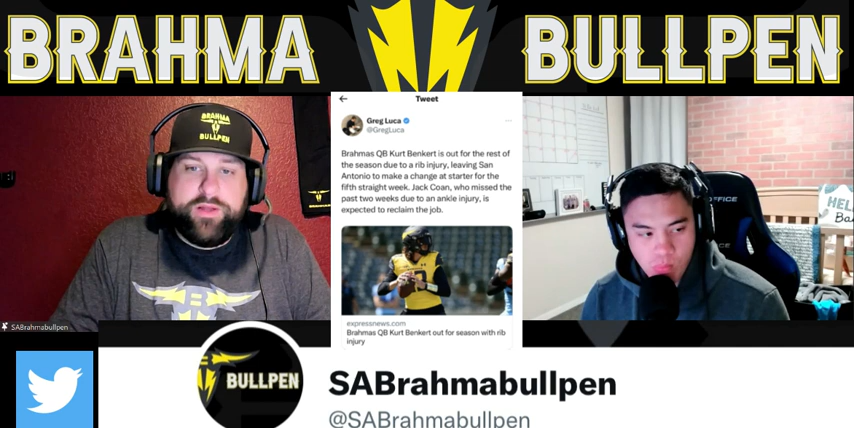 BRAHMA BULLPEN
Tweet
Greg Luca
@GregLuca
Brahmas QB Kurt Benkert is out for the rest of
the season due to a rib injury, leaving San
Antonio to make a change at starter for the
fifth straight week. Jack Coan, who missed the
past two weeks due to an ankle injury, is
expected to reclaim the job.
expressnews.com
Brahmas QB Kurt Benkert out for season with rib
injury
BRAHMA
BULLPEN
OFFICE
HEL
Ba
SABrahmabullpen
BULLPEN
SABrahmabullpen
@SABrahmabullpen